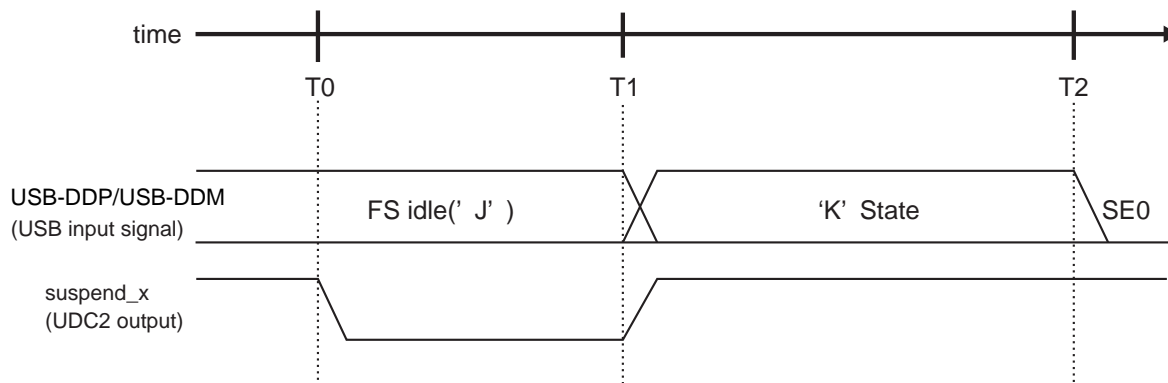 time
T0 T1 T2
USB-DDP/USB-DDM
(USB input signal)
FS idle(' J' ) 'K' State SE0
suspend_x
(UDC2 output)